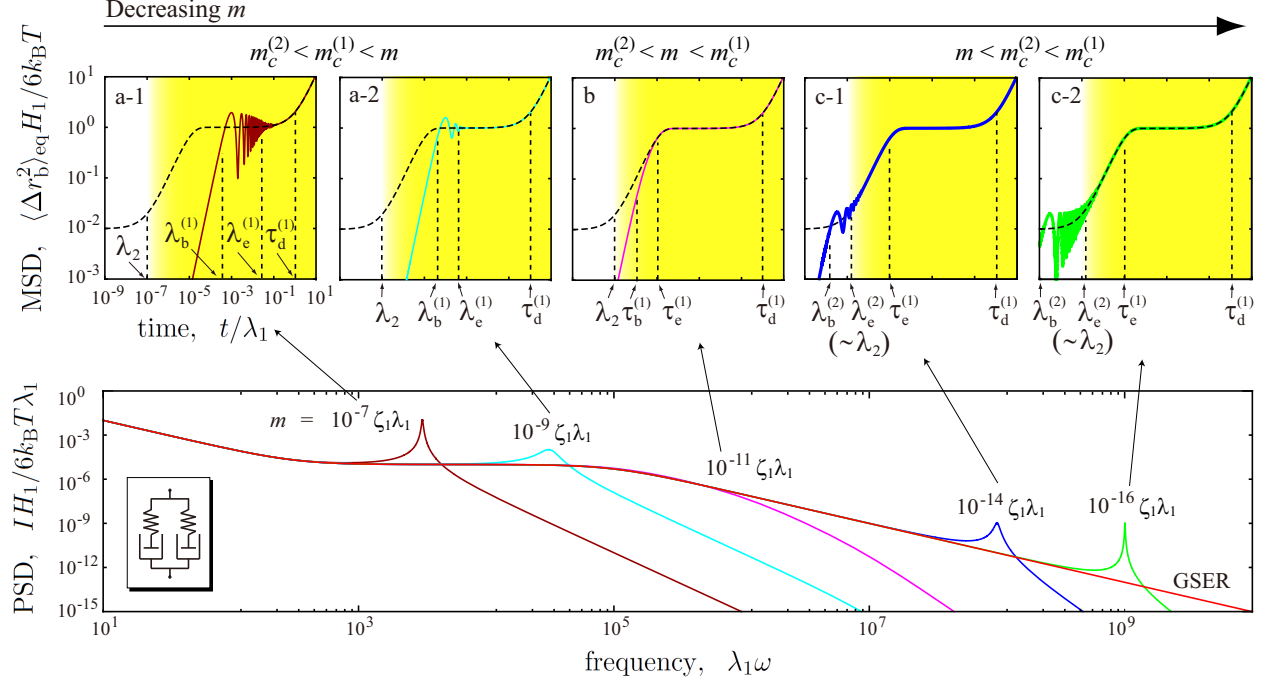 Decreasing m
m_c^(2) < m_c^(1) < m
m_c^(2) < m < m_c^(1)
m < m_c^(2) < m_c^(1)
MSD, ⟨Δr_b^2⟩_eq H_1/6k_BT
10^1
10^0
10^-1
10^-2
10^-3
a-1
λ_2
λ_b^(1)
λ_e^(1)
τ_d^(1)
10^-9 10^-7 10^-5 10^-3 10^-1 10^1
time, t/λ_1
a-2
λ_2 λ_b^(1) λ_e^(1) τ_d^(1)
b
λ_2 τ_b^(1) τ_e^(1) τ_d^(1)
c-1
λ_b^(2) λ_e^(2) τ_e^(1) τ_d^(1)
(~λ_2)
c-2
λ_b^(2) λ_e^(2) τ_e^(1) τ_d^(1)
(~λ_2)
PSD, IH_1/6k_BTλ_1
10^0
10^-3
10^-6
10^-9
10^-12
10^-15
m = 10^-7 ζ_1λ_1
10^-9 ζ_1λ_1
10^-11 ζ_1λ_1
10^-14 ζ_1λ_1
10^-16 ζ_1λ_1
GSER
10^1 10^3 10^5 10^7 10^9
frequency, λ_1ω